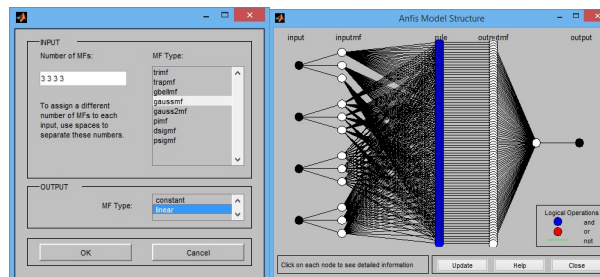 INPUT
Number of MFs:
3 3 3 3
To assign a different
number of MFs to each
input, use spaces to
separate these numbers.
MF Type:
trimf
trapmf
gbellmf
gaussmf
gauss2mf
pimf
dsigmf
psigmf
OUTPUT
MF Type:
constant
linear
OK
Cancel
Anfis Model Structure
input
inputmf
rule
outputmf
output
Logical Operations
and
or
not
Click on each node to see detailed information
Update
Help
Close